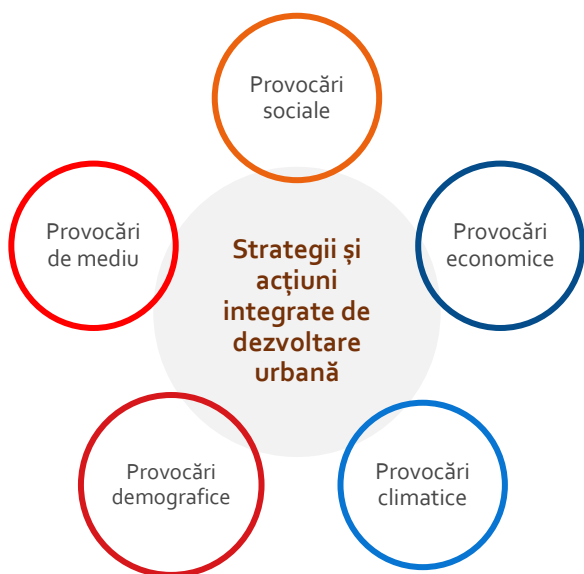 Provocări
sociale
Provocări
economice
Provocări
climatice
Provocări
demografice
Provocări
de mediu
Strategii și
acțiuni
integrate de
dezvoltare
urbană